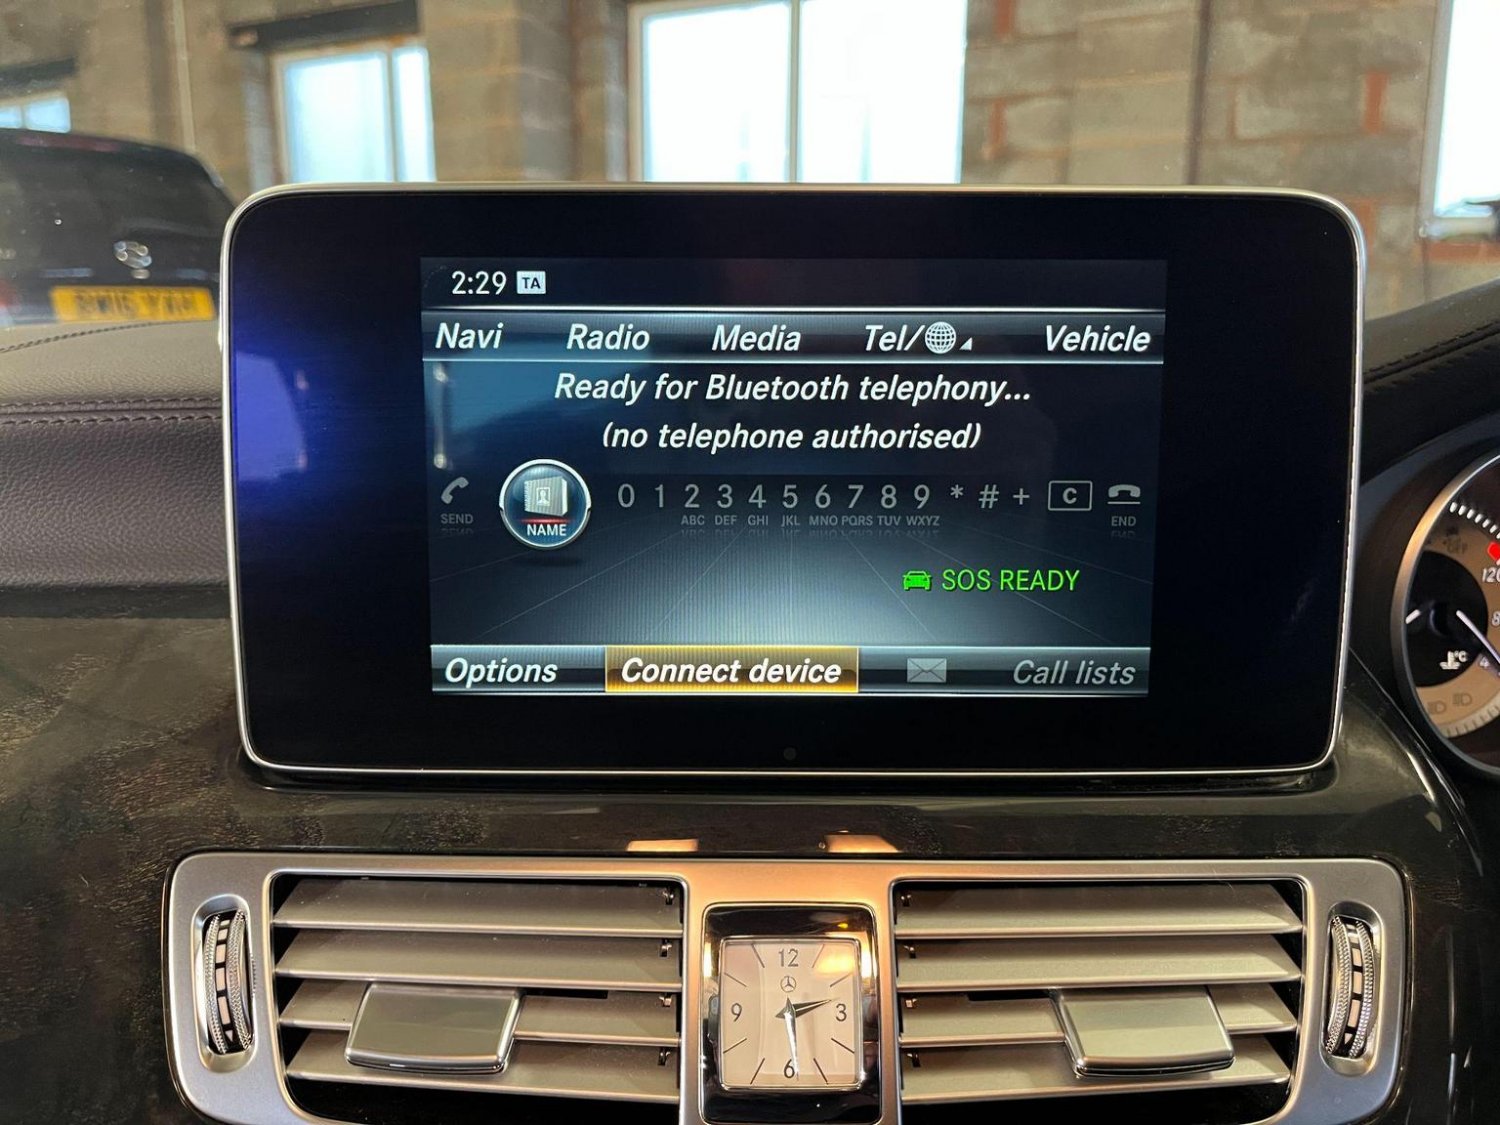 2:29 TA
Navi Radio Media Tel/ Vehicle
Ready for Bluetooth telephony...
(no telephone authorised)
SEND NAME 0 1 2 3 4 5 6 7 8 9 * # + C END
ABC DEF GHI JKL MNO PQRS TUV WXYZ
SOS READY
Options Connect device Call lists
12
9 3
6
120
°C